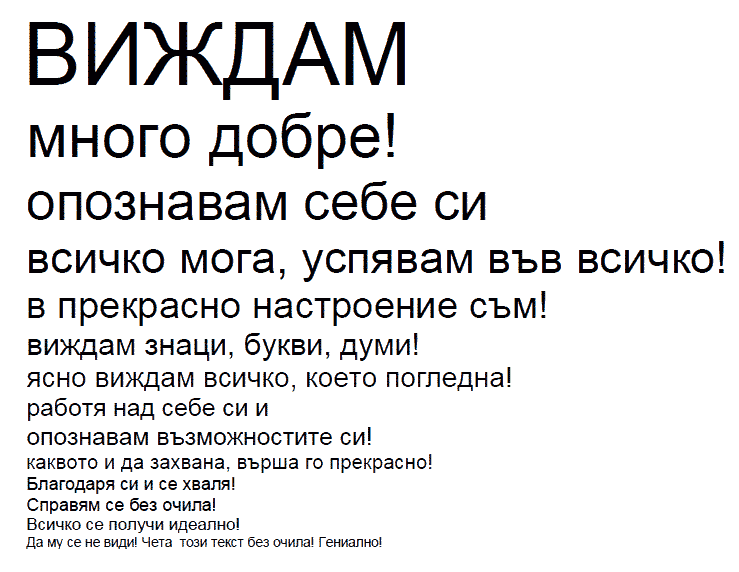 ВИЖДАМ
много добре!
опознавам себе си
всичко мога, успявам във всичко!
в прекрасно настроение съм!
виждам знаци, букви, думи!
ясно виждам всичко, което погледна!
работя над себе си и
опознавам възможностите си!
каквото и да захвана, върша го прекрасно!
Благодаря си и се хваля!
Справям се без очила!
Всичко се получи идеално!
Да му се не види! Чета  този текст без очила! Гениално!